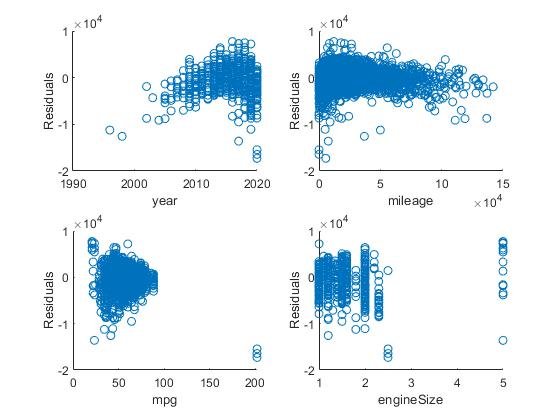 ×10⁴ ×10⁴
1 1
Residuals 0 Residuals 0
-1 -1
-2 -2
1990 2000 2010 2020 0 5 10 15
year mileage ×10⁴
×10⁴ ×10⁴
1 1
Residuals 0 Residuals 0
-1 -1
-2 -2
0 50 100 150 200 1 2 3 4 5
mpg engineSize